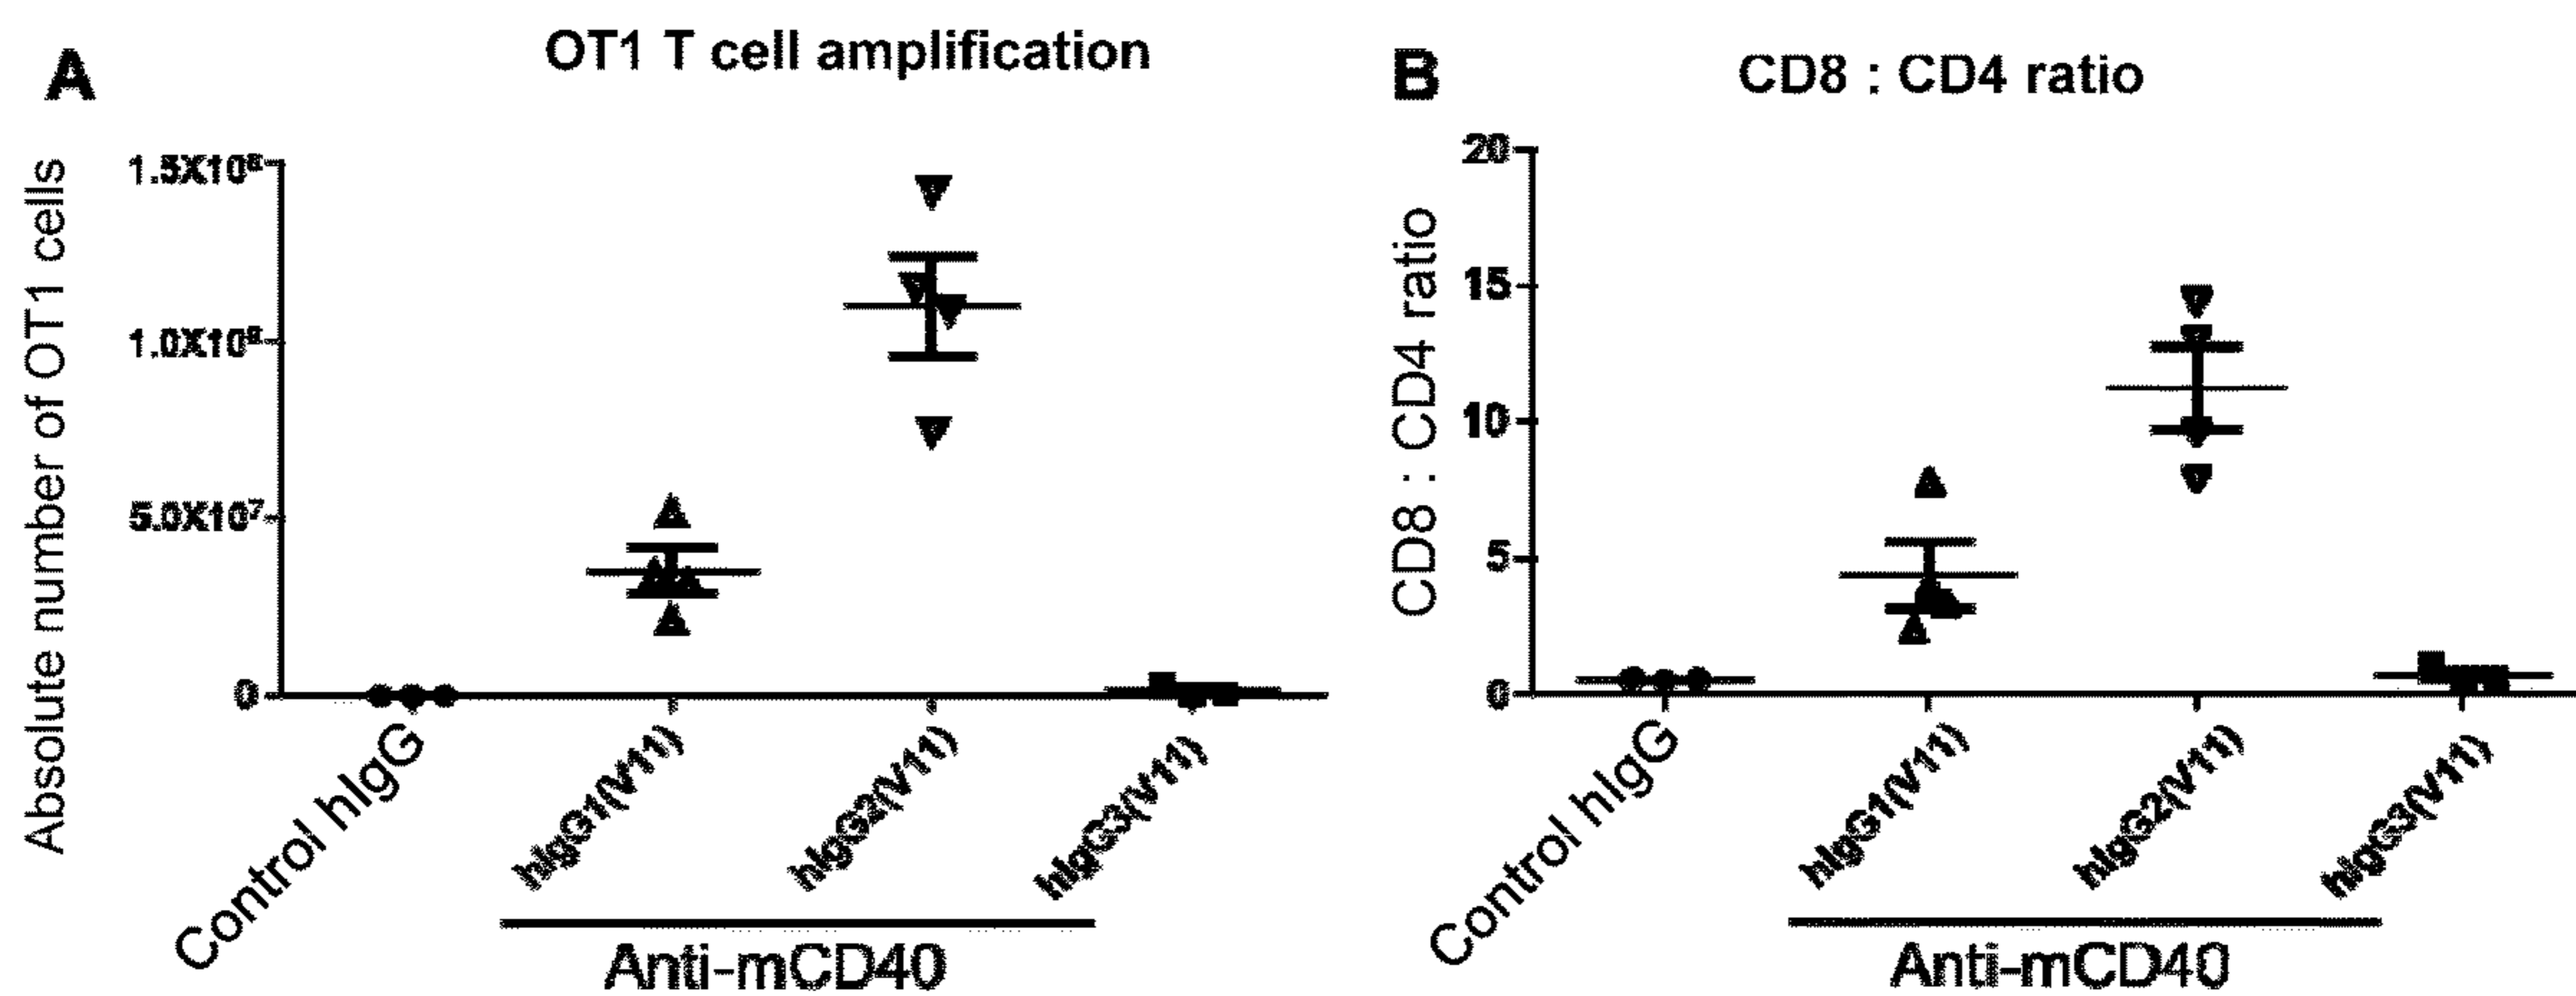 A
OT1 T cell amplification
Absolute number of OT1 cells
1.5X10⁸
1.0X10⁸
5.0X10⁷
0
Control hIgG
hIgG1(V11)
hIgG2(V11)
hIgG3(V11)
Anti-mCD40
B
CD8 : CD4 ratio
CD8 : CD4 ratio
20
15
10
5
0
Control hIgG
hIgG1(V11)
hIgG2(V11)
hIgG3(V11)
Anti-mCD40